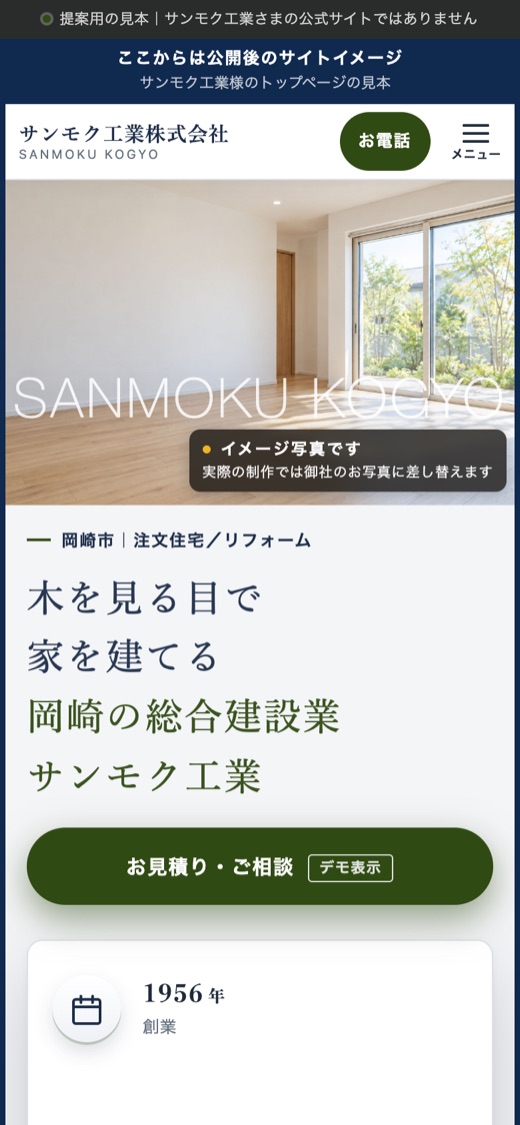 提案用の見本｜サンモク工業さまの公式サイトではありません
ここからは公開後のサイトイメージ
サンモク工業様のトップページの見本
サンモク工業株式会社
SANMOKU KOGYO
お電話
メニュー
SANMOKU KOGYO
イメージ写真です
実際の制作では御社のお写真に差し替えます
岡崎市｜注文住宅／リフォーム
木を見る目で
家を建てる
岡崎の総合建設業
サンモク工業
お見積り・ご相談 デモ表示
1956年
創業